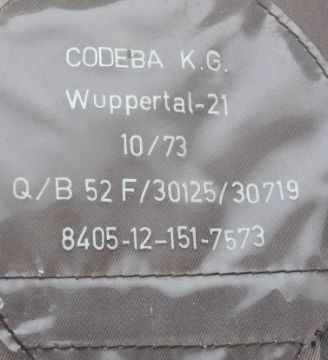 CODEBA K.G.
Wuppertal-21
10/73
Q/B 52 F/30125/30719
8405-12-151-7573